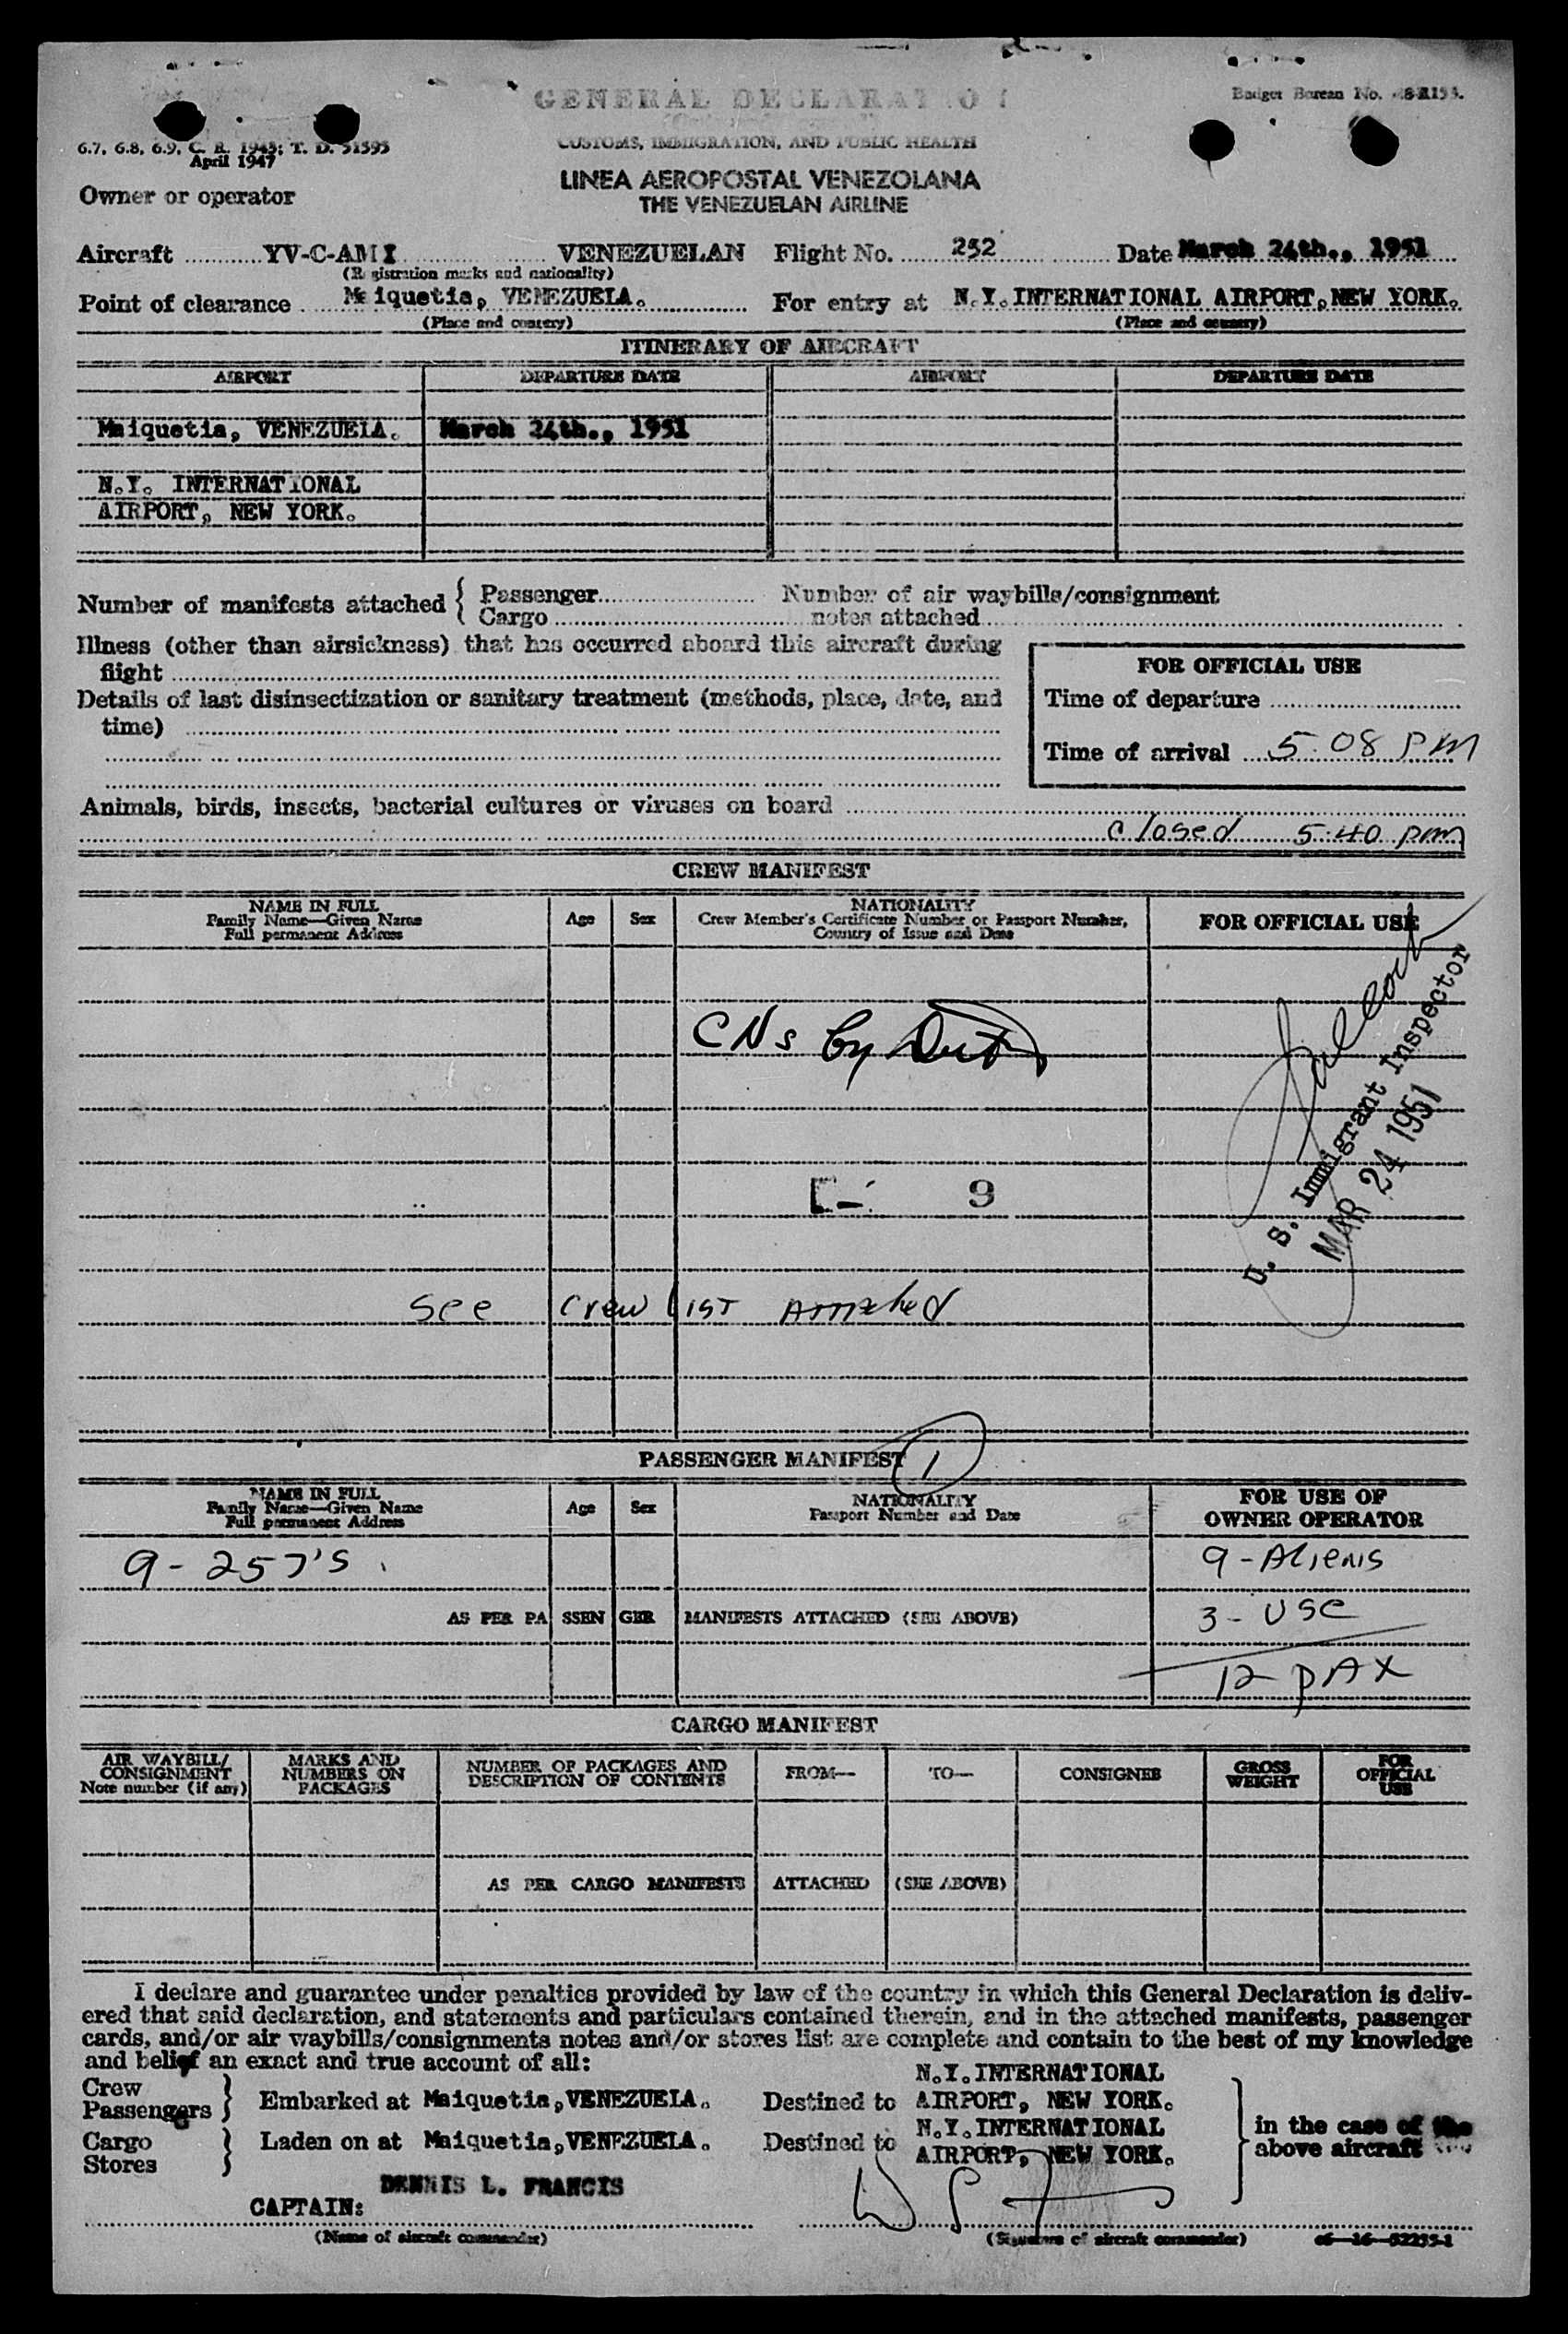 GENERAL DECLARATION
Budget Bureau No.
CUSTOMS, IMMIGRATION, AND PUBLIC HEALTH
6.7, 6.8, 6.9, C. R. 1945; T. D. 51595
April 1947
Owner or operator
LINEA AEROPOSTAL VENEZOLANA
THE VENEZUELAN AIRLINE
Aircraft YV-C-AMI VENEZUELAN Flight No. 252 Date March 24th., 1951
(Registration marks and nationality)
Point of clearance Maiquetia, VENEZUELA. For entry at N.Y.INTERNATIONAL AIRPORT,NEW YORK.
(Place and country) (Place and country)
ITINERARY OF AIRCRAFT
AIRPORT DEPARTURE DATE AIRPORT DEPARTURE DATE
Maiquetia, VENEZUELA. March 24th., 1951
N.Y. INTERNATIONAL
AIRPORT, NEW YORK.
Number of manifests attached { Passenger Number of air waybills/consignment
Cargo notes attached
Illness (other than airsickness) that has occurred aboard this aircraft during
flight
Details of last disinsectization or sanitary treatment (methods, place, date, and
time)
FOR OFFICIAL USE
Time of departure
Time of arrival 5:08 PM
Animals, birds, insects, bacterial cultures or viruses on board
closed 5:40 pm
CREW MANIFEST
NAME IN FULL
Family Name—Given Name
Full permanent Address
Age
Sex
NATIONALITY
Crew Member's Certificate Number or Passport Number,
Country of Issue and Date
FOR OFFICIAL USE
CNs by
9
U. S. Immigrant Inspector
MAR 24 1951
See Crew List Attached
PASSENGER MANIFEST 1
NAME IN FULL
Family Name—Given Name
Full permanent Address
Age
Sex
NATIONALITY
Passport Number and Date
FOR USE OF
OWNER OPERATOR
9 - 257's 9 - Aliens
AS PER PASSENGER MANIFESTS ATTACHED (SEE ABOVE) 3 - USC
12 PAX
CARGO MANIFEST
AIR WAYBILL/
CONSIGNMENT
Note number (if any)
MARKS AND
NUMBERS ON
PACKAGES
NUMBER OF PACKAGES AND
DESCRIPTION OF CONTENTS
FROM—
TO—
CONSIGNEE
GROSS
WEIGHT
FOR
OFFICIAL
USE
AS PER CARGO MANIFESTS ATTACHED (SEE ABOVE)
I declare and guarantee under penalties provided by law of the country in which this General Declaration is deliv-
ered that said declaration, and statements and particulars contained therein, and in the attached manifests, passenger
cards, and/or air waybills/consignments notes and/or stores list are complete and contain to the best of my knowledge
and belief an exact and true account of all:
Crew
Passengers } Embarked at Maiquetia,VENEZUELA. Destined to N.Y.INTERNATIONAL
AIRPORT, NEW YORK.
Cargo
Stores } Laden on at Maiquetia,VENEZUELA. Destined to N.Y.INTERNATIONAL
AIRPORT, NEW YORK.
in the case of the
above aircraft
DENNIS L. FRANCIS
CAPTAIN:
(Name of aircraft commander) (Signature of aircraft commander)